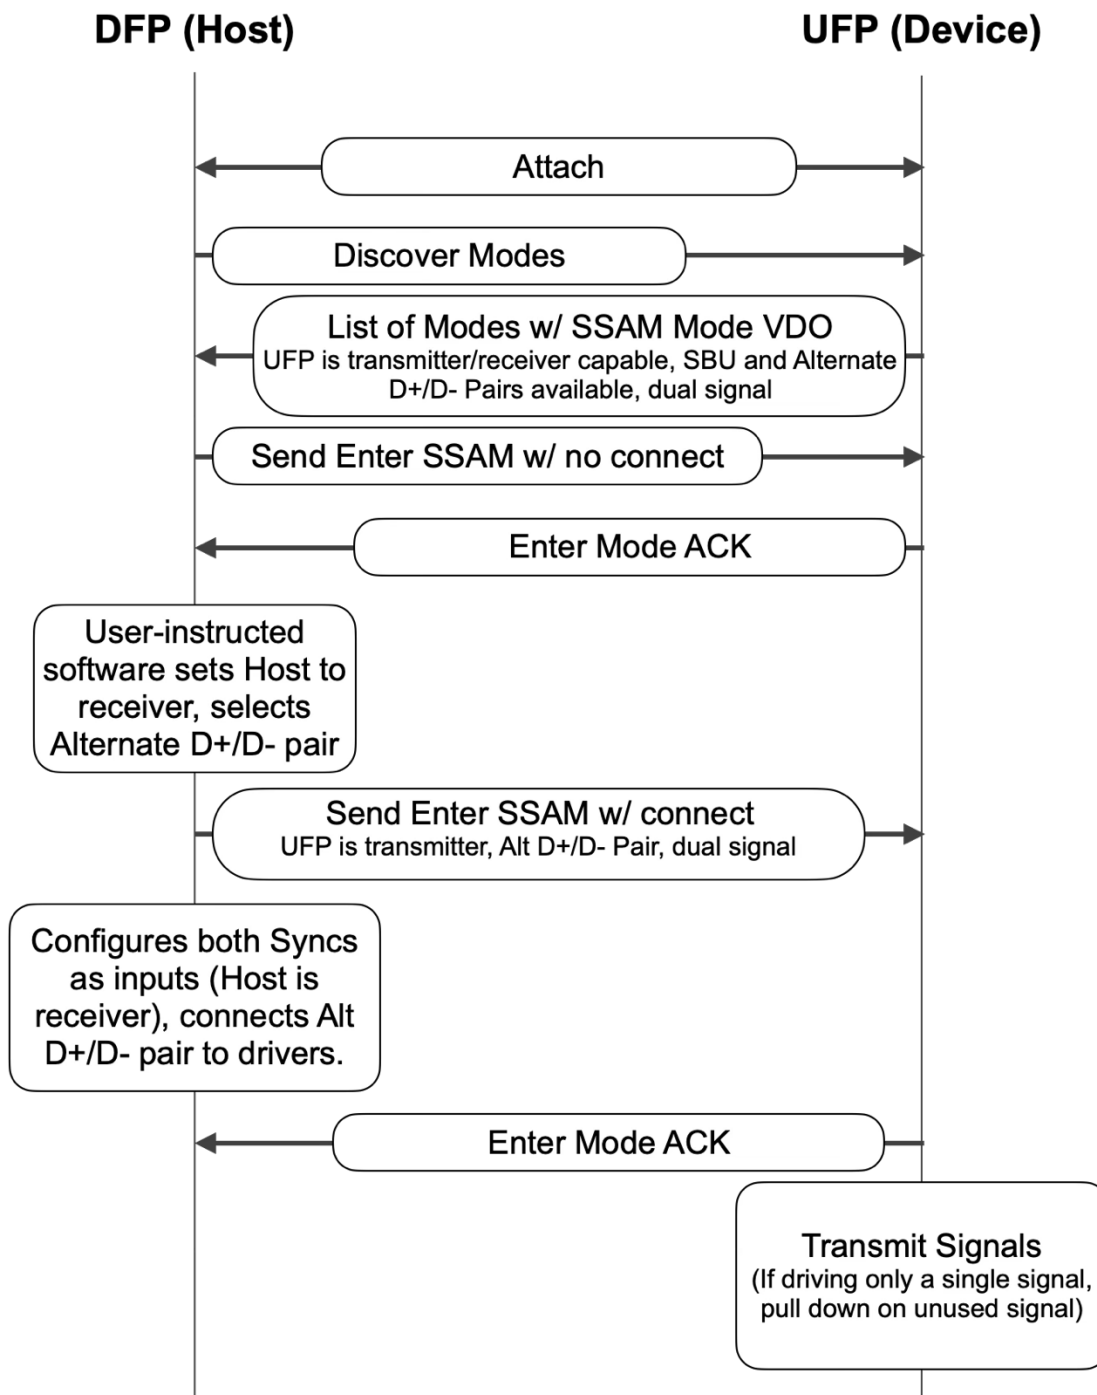 DFP (Host)
UFP (Device)
Attach
Discover Modes
List of Modes w/ SSAM Mode VDO
UFP is transmitter/receiver capable, SBU and Alternate
D+/D- Pairs available, dual signal
Send Enter SSAM w/ no connect
Enter Mode ACK
User-instructed
software sets Host to
receiver, selects
Alternate D+/D- pair
Send Enter SSAM w/ connect
UFP is transmitter, Alt D+/D- Pair, dual signal
Configures both Syncs
as inputs (Host is
receiver), connects Alt
D+/D- pair to drivers.
Enter Mode ACK
Transmit Signals
(If driving only a single signal,
pull down on unused signal)